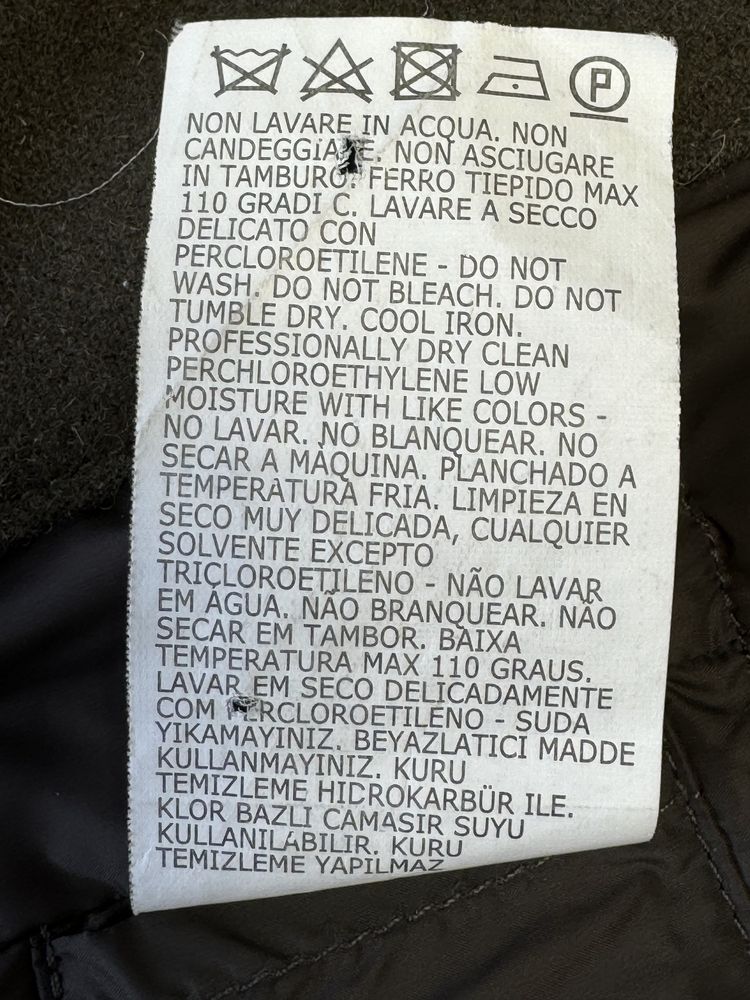 P
NON LAVARE IN ACQUA. NON
CANDEGGIARE. NON ASCIUGARE
IN TAMBURO. FERRO TIEPIDO MAX
110 GRADI C. LAVARE A SECCO
DELICATO CON
PERCLOROETILENE - DO NOT
WASH. DO NOT BLEACH. DO NOT
TUMBLE DRY. COOL IRON.
PROFESSIONALLY DRY CLEAN
PERCHLOROETHYLENE LOW
MOISTURE WITH LIKE COLORS -
NO LAVAR. NO BLANQUEAR. NO
SECAR A MÁQUINA. PLANCHADO A
TEMPERATURA FRIA. LIMPIEZA EN
SECO MUY DELICADA, CUALQUIER
SOLVENTE EXCEPTO
TRICLOROETILENO - NÃO LAVAR
EM ÁGUA. NÃO BRANQUEAR. NÃO
SECAR EM TAMBOR. BAIXA
TEMPERATURA MAX 110 GRAUS.
LAVAR EM SECO DELICADAMENTE
COM PERCLOROETILENO - SUDA
YIKAMAYINIZ. BEYAZLATICI MADDE
KULLANMAYINIZ. KURU
TEMIZLEME HIDROKARBÜR ILE.
KLOR BAZLI CAMASIR SUYU
KULLANILABILIR. KURU
TEMIZLEME YAPILMAZ